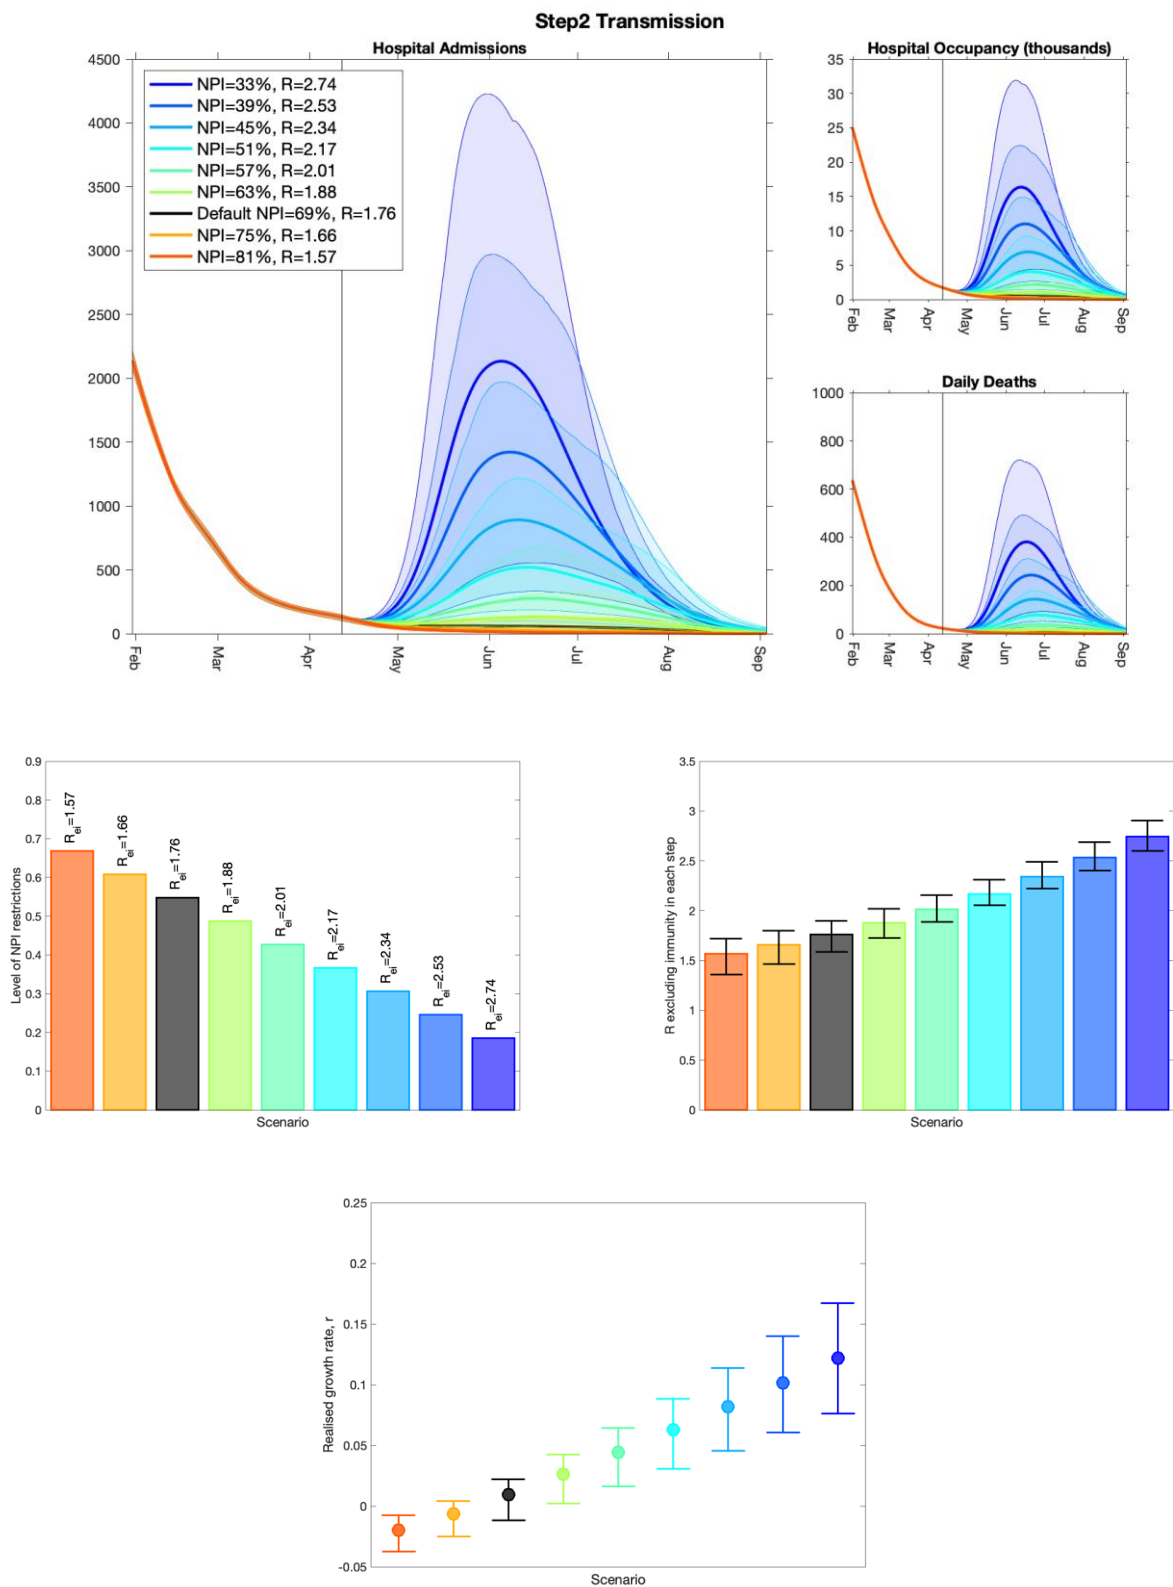 Step2 Transmission
Hospital Admissions
4500
4000
3500
3000
2500
2000
1500
1000
500
0
NPI=33%, R=2.74
NPI=39%, R=2.53
NPI=45%, R=2.34
NPI=51%, R=2.17
NPI=57%, R=2.01
NPI=63%, R=1.88
Default NPI=69%, R=1.76
NPI=75%, R=1.66
NPI=81%, R=1.57
Feb Mar Apr May Jun Jul Aug Sep
Hospital Occupancy (thousands)
35
30
25
20
15
10
5
0
Feb Mar Apr May Jun Jul Aug Sep
Daily Deaths
1000
800
600
400
200
0
Feb Mar Apr May Jun Jul Aug Sep
Level of NPI restrictions
0.9
0.8
0.7
0.6
0.5
0.4
0.3
0.2
0.1
0
Rei=1.57
Rei=1.66
Rei=1.76
Rei=1.88
Rei=2.01
Rei=2.17
Rei=2.34
Rei=2.53
Rei=2.74
Scenario
R excluding immunity in each step
3.5
3
2.5
2
1.5
1
0.5
0
Scenario
Realised growth rate, r
0.25
0.2
0.15
0.1
0.05
0
-0.05
Scenario